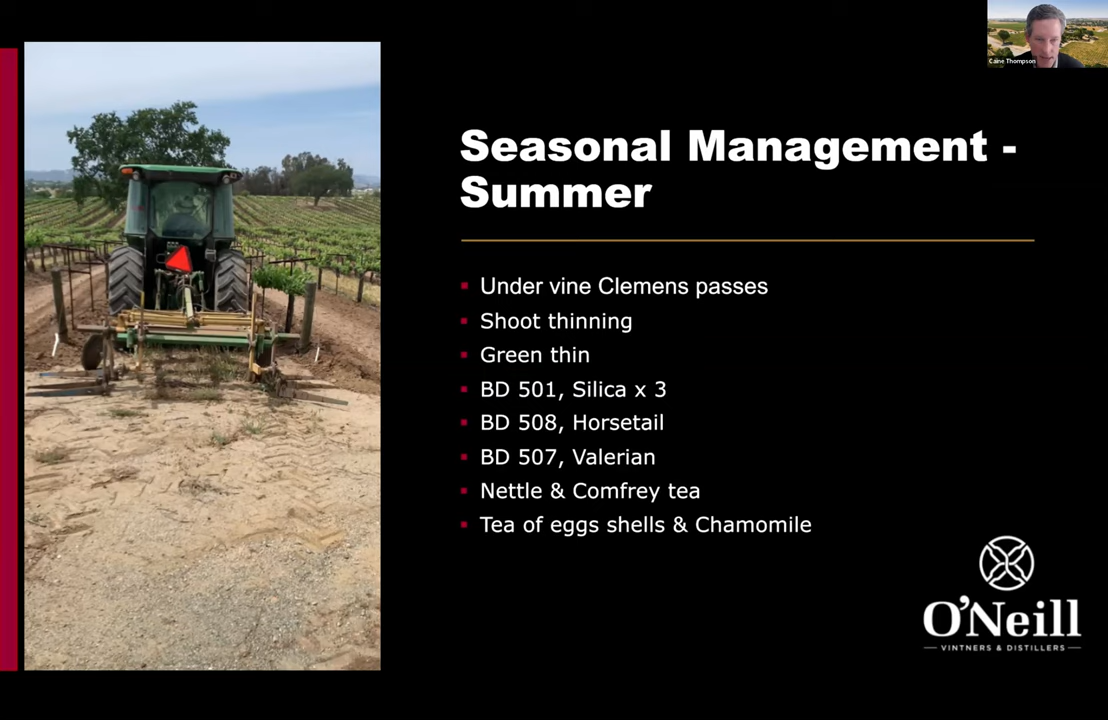 Caine Thompson
Seasonal Management -
Summer
Under vine Clemens passes
Shoot thinning
Green thin
BD 501, Silica x 3
BD 508, Horsetail
BD 507, Valerian
Nettle & Comfrey tea
Tea of eggs shells & Chamomile
O'Neill
VINTNERS & DISTILLERS